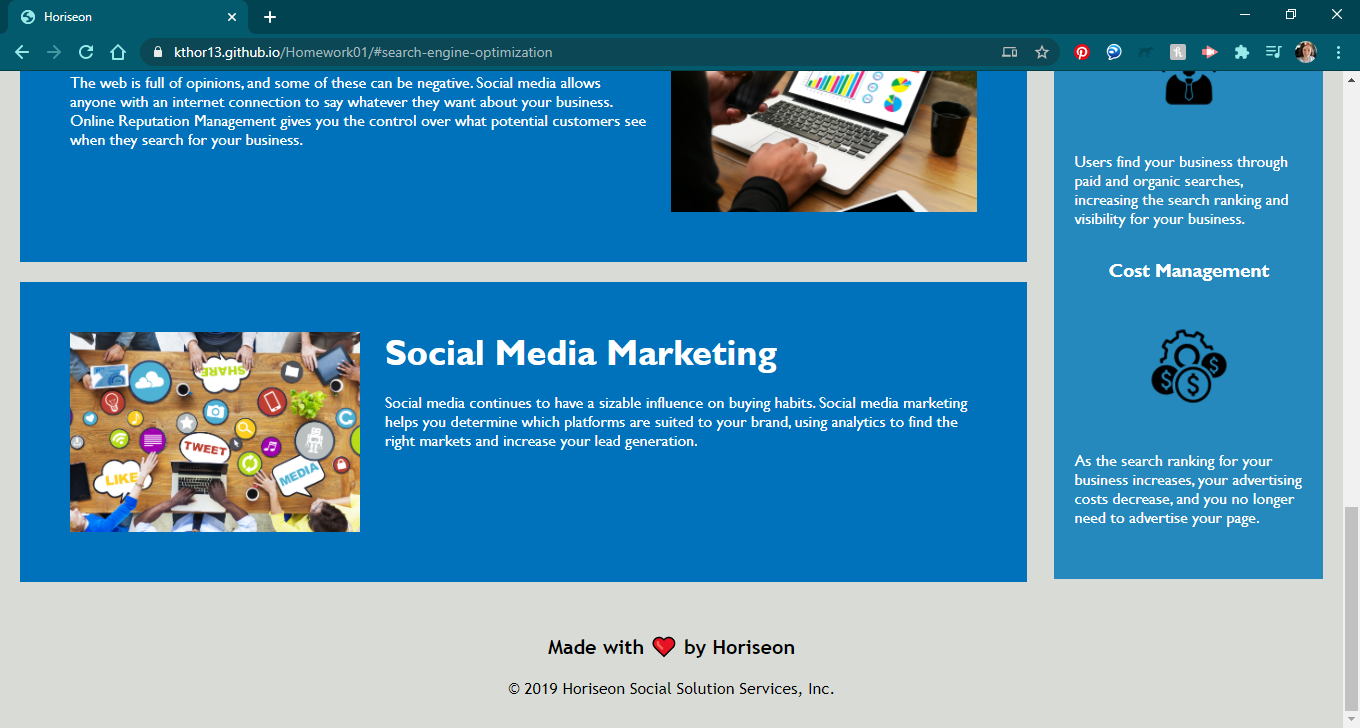 Horiseon
kthor13.github.io/Homework01/#search-engine-optimization
The web is full of opinions, and some of these can be negative. Social media allows
anyone with an internet connection to say whatever they want about your business.
Online Reputation Management gives you the control over what potential customers see
when they search for your business.
Social Media Marketing
Social media continues to have a sizable influence on buying habits. Social media marketing
helps you determine which platforms are suited to your brand, using analytics to find the
right markets and increase your lead generation.
SHARE
TWEET
LIKE
MEDIA
Users find your business through
paid and organic searches,
increasing the search ranking and
visibility for your business.
Cost Management
As the search ranking for your
business increases, your advertising
costs decrease, and you no longer
need to advertise your page.
Made with ❤ by Horiseon
© 2019 Horiseon Social Solution Services, Inc.